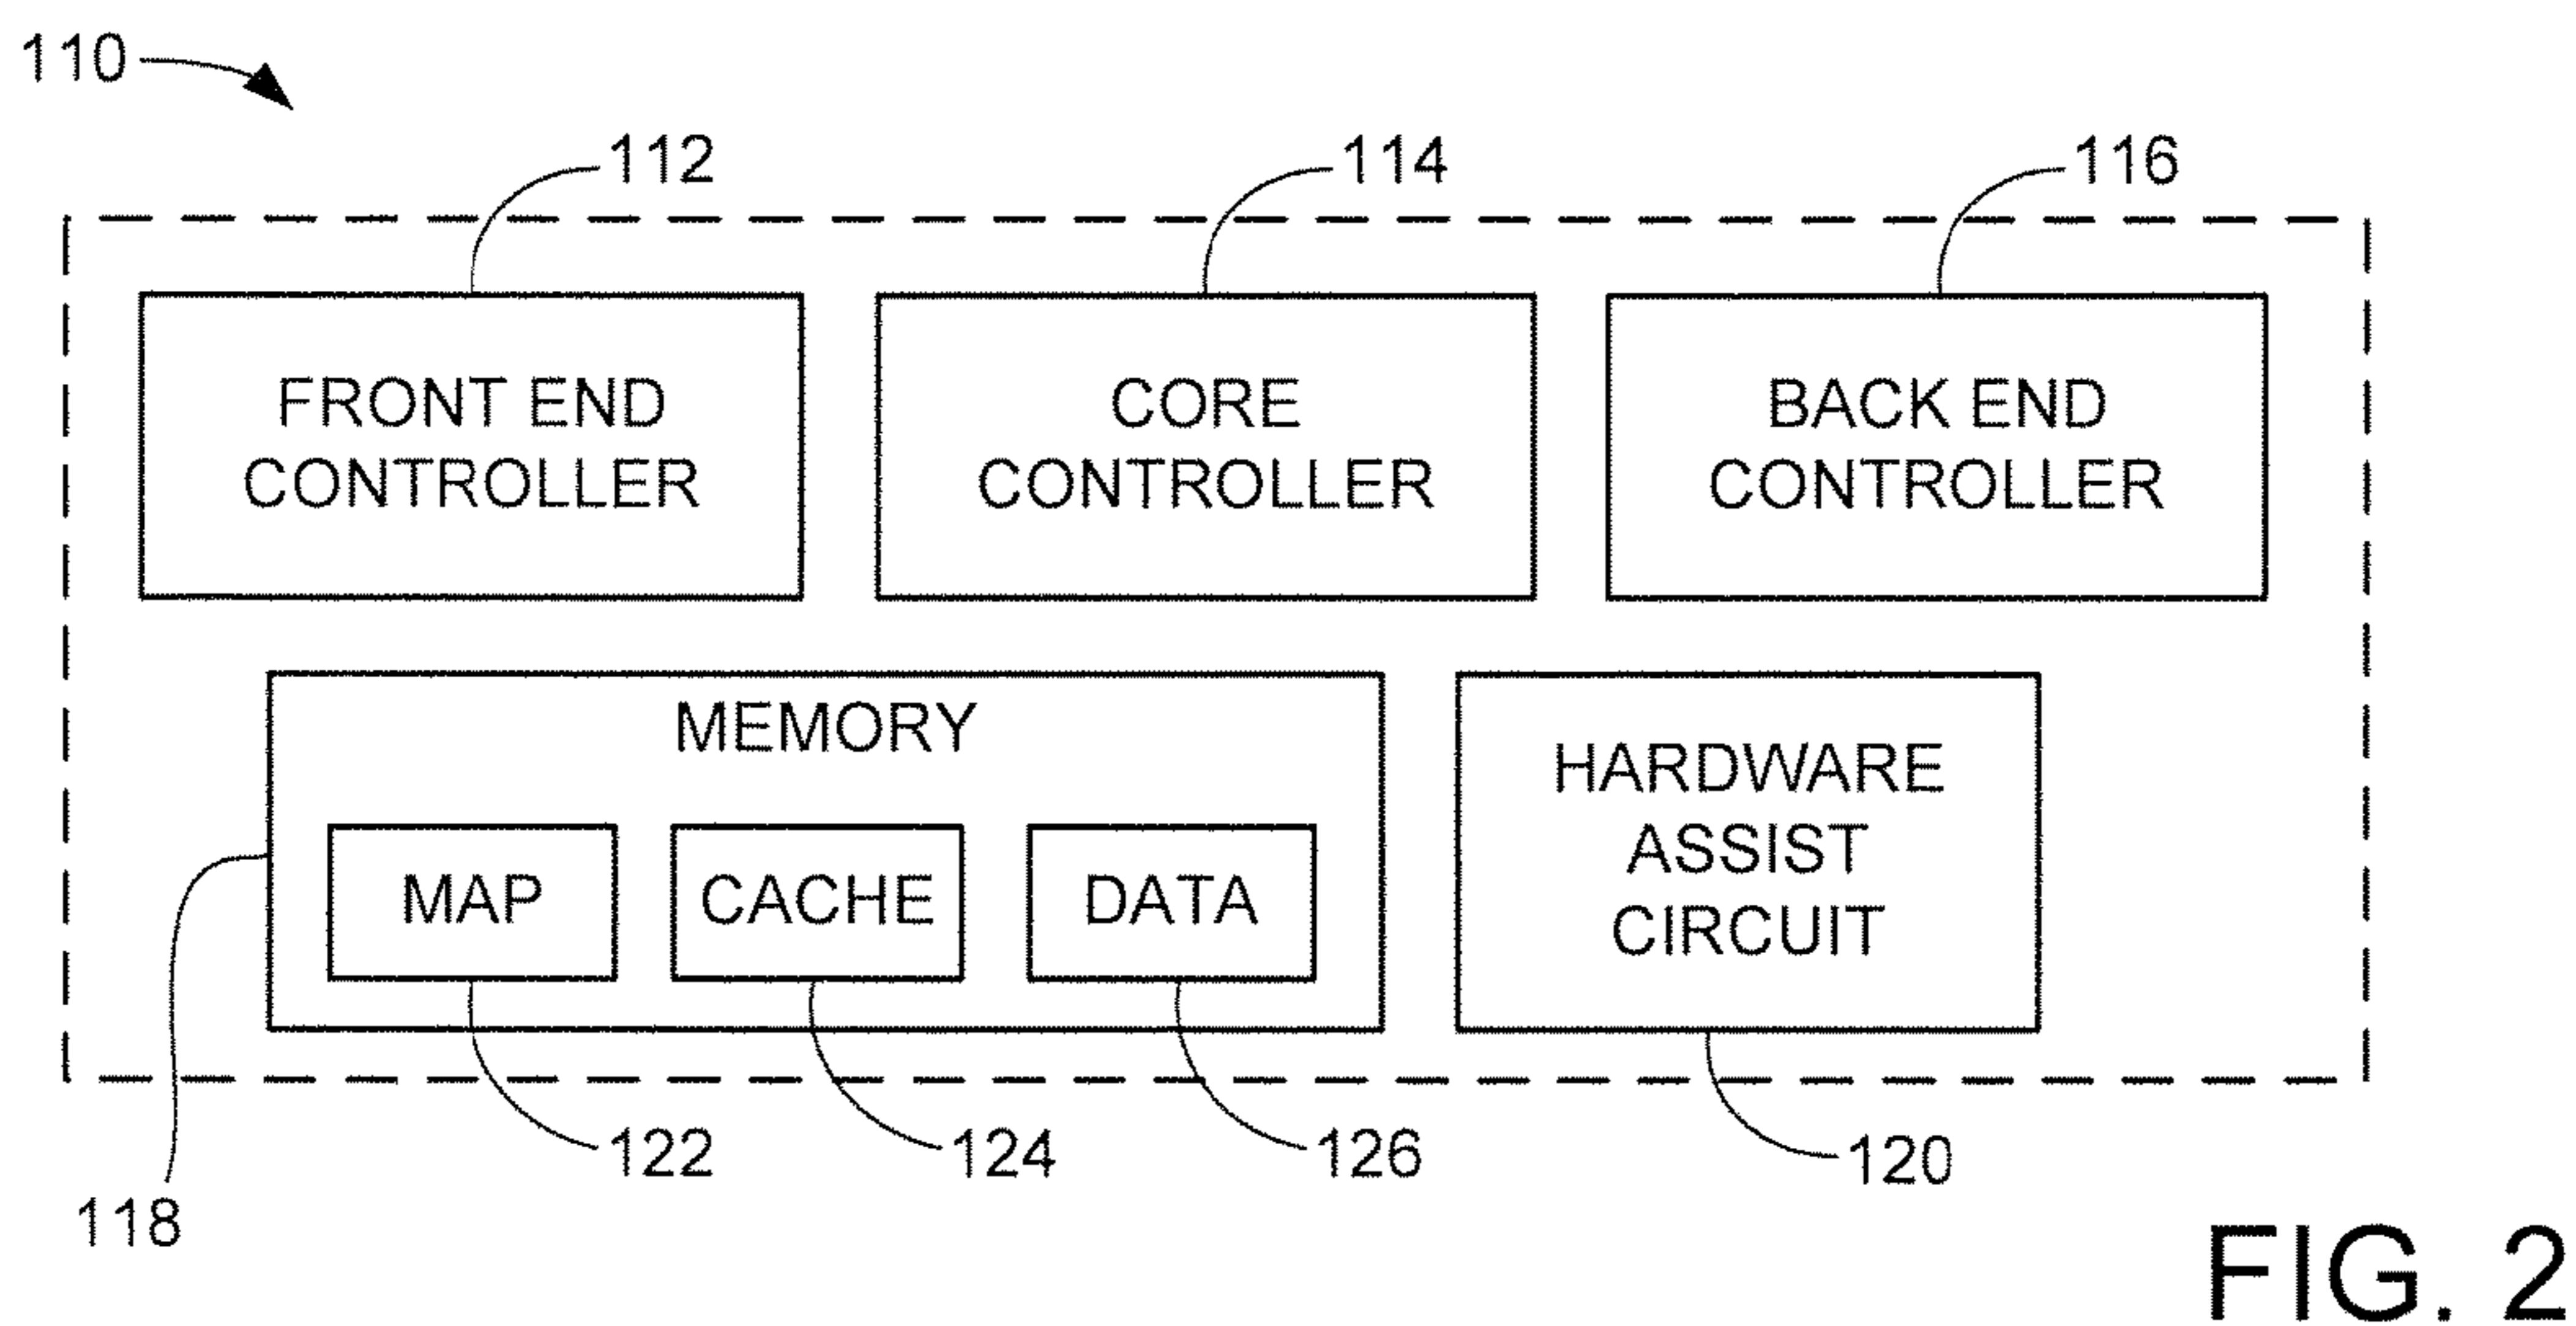 110
112
114
116
FRONT END
CONTROLLER
CORE
CONTROLLER
BACK END
CONTROLLER
MEMORY
MAP
CACHE
DATA
HARDWARE
ASSIST
CIRCUIT
118
122
124
126
120
FIG. 2